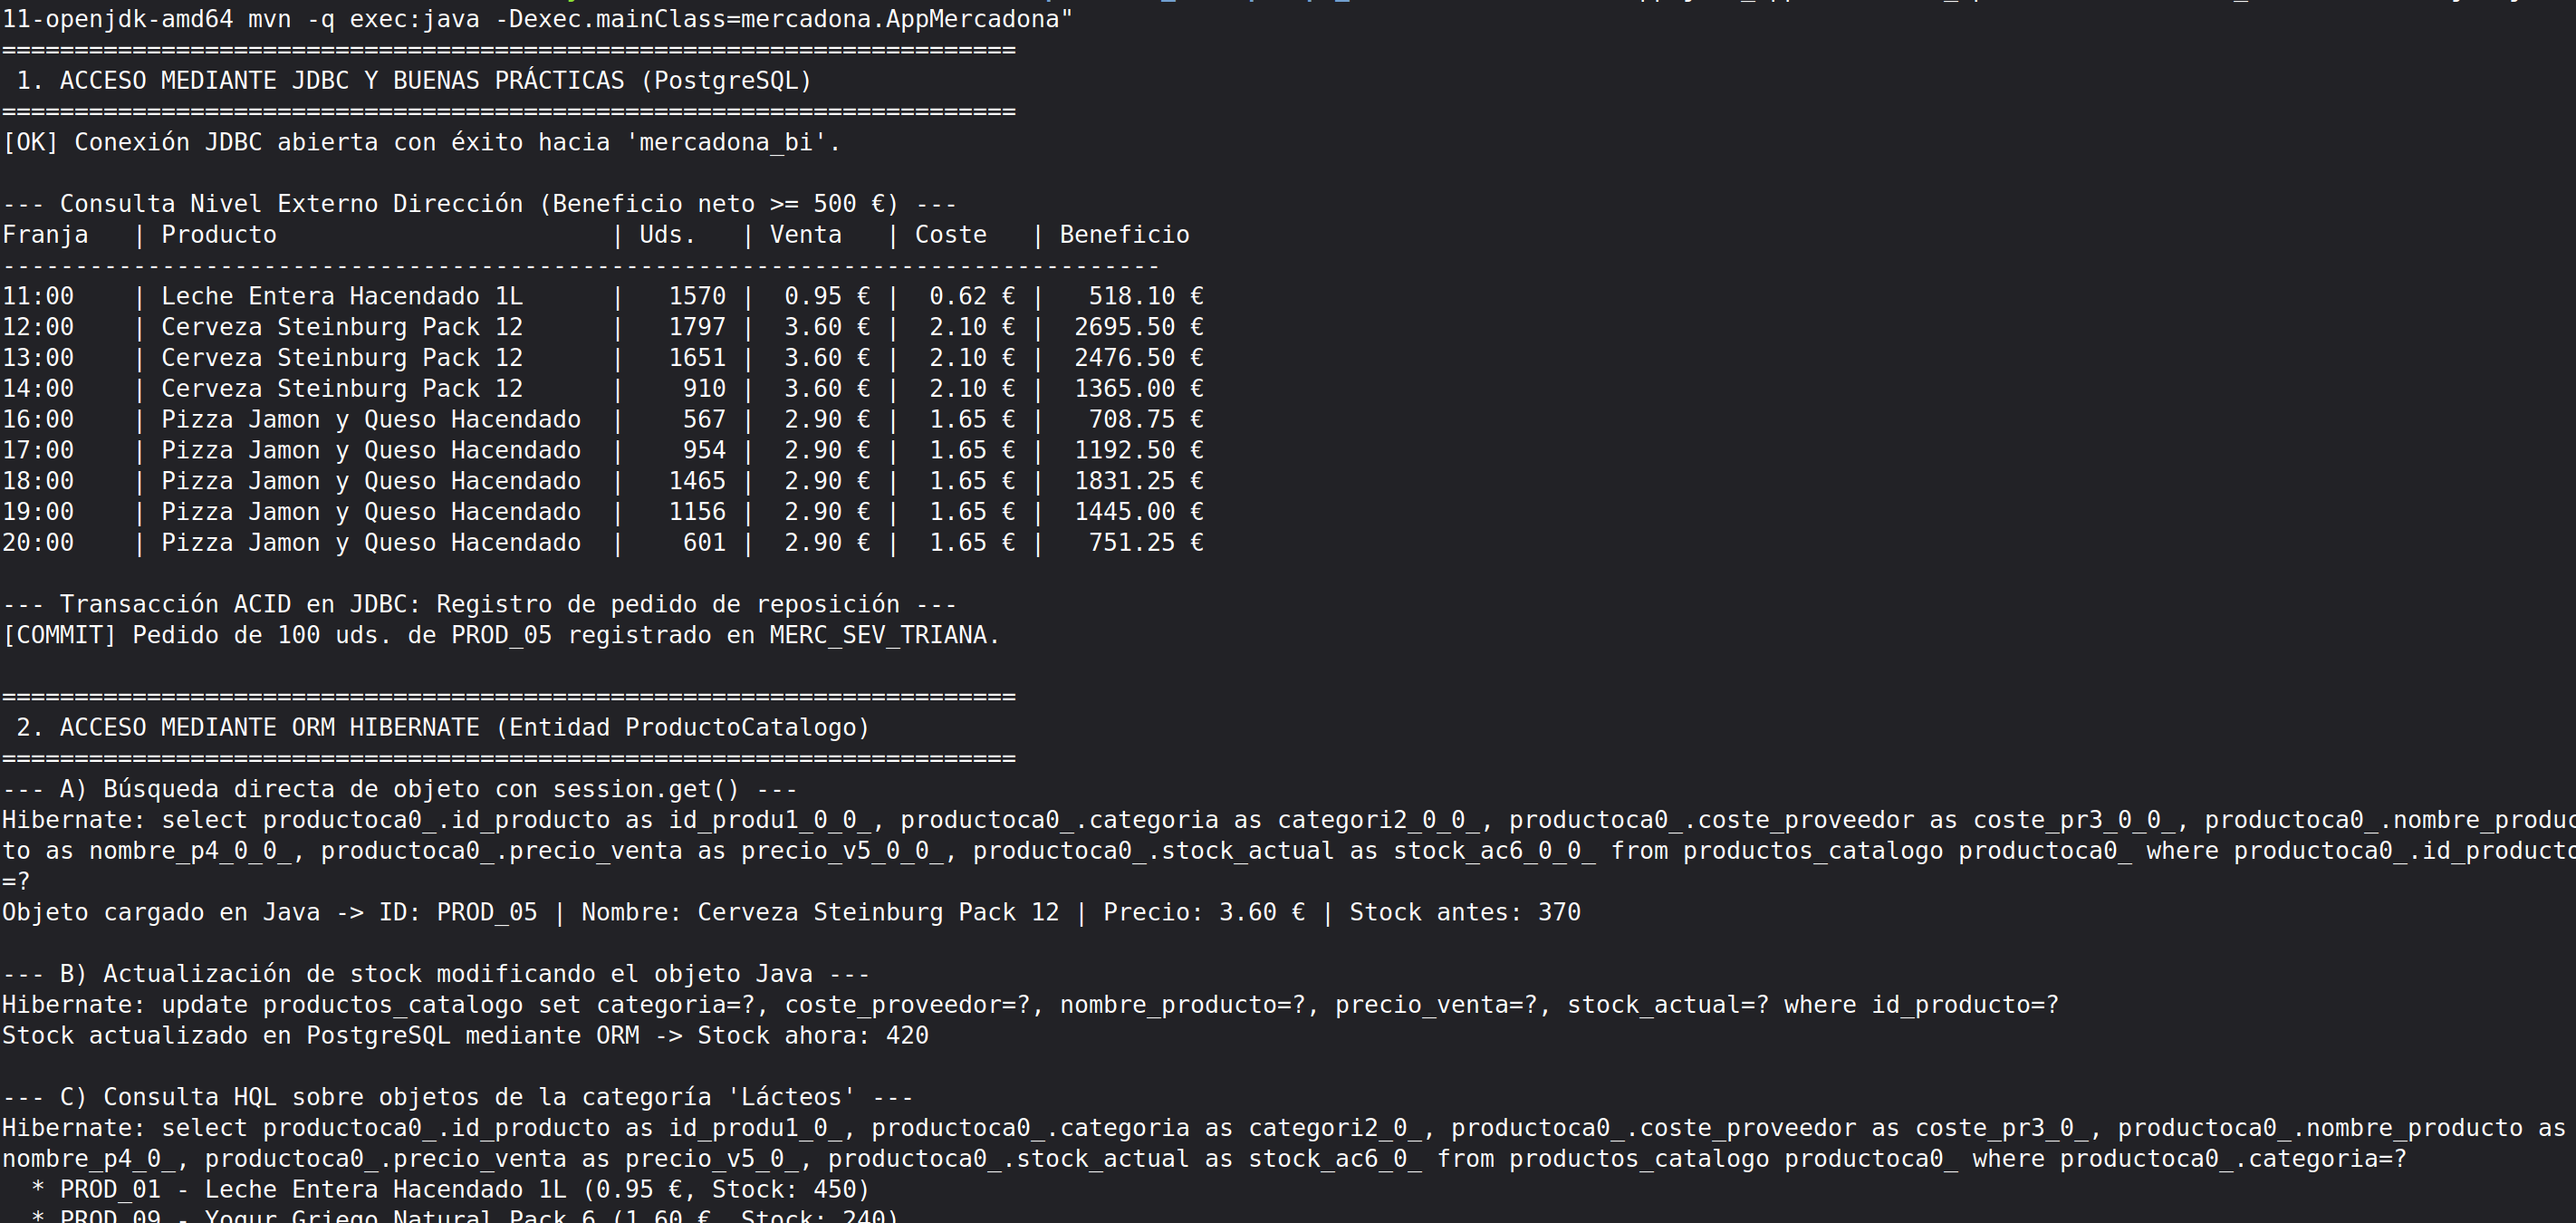 11-openjdk-amd64 mvn -q exec:java -Dexec.mainClass=mercadona.AppMercadona"
======================================================================
 1. ACCESO MEDIANTE JDBC Y BUENAS PRÁCTICAS (PostgreSQL)
======================================================================
[OK] Conexión JDBC abierta con éxito hacia 'mercadona_bi'.

--- Consulta Nivel Externo Dirección (Beneficio neto >= 500 €) ---
Franja   | Producto                       | Uds.   | Venta   | Coste   | Beneficio
--------------------------------------------------------------------------------
11:00    | Leche Entera Hacendado 1L      |   1570 |  0.95 € |  0.62 € |   518.10 €
12:00    | Cerveza Steinburg Pack 12      |   1797 |  3.60 € |  2.10 € |  2695.50 €
13:00    | Cerveza Steinburg Pack 12      |   1651 |  3.60 € |  2.10 € |  2476.50 €
14:00    | Cerveza Steinburg Pack 12      |    910 |  3.60 € |  2.10 € |  1365.00 €
16:00    | Pizza Jamon y Queso Hacendado  |    567 |  2.90 € |  1.65 € |   708.75 €
17:00    | Pizza Jamon y Queso Hacendado  |    954 |  2.90 € |  1.65 € |  1192.50 €
18:00    | Pizza Jamon y Queso Hacendado  |   1465 |  2.90 € |  1.65 € |  1831.25 €
19:00    | Pizza Jamon y Queso Hacendado  |   1156 |  2.90 € |  1.65 € |  1445.00 €
20:00    | Pizza Jamon y Queso Hacendado  |    601 |  2.90 € |  1.65 € |   751.25 €

--- Transacción ACID en JDBC: Registro de pedido de reposición ---
[COMMIT] Pedido de 100 uds. de PROD_05 registrado en MERC_SEV_TRIANA.

======================================================================
 2. ACCESO MEDIANTE ORM HIBERNATE (Entidad ProductoCatalogo)
======================================================================
--- A) Búsqueda directa de objeto con session.get() ---
Hibernate: select productoca0_.id_producto as id_produ1_0_0_, productoca0_.categoria as categori2_0_0_, productoca0_.coste_proveedor as coste_pr3_0_0_, productoca0_.nombre_produc
to as nombre_p4_0_0_, productoca0_.precio_venta as precio_v5_0_0_, productoca0_.stock_actual as stock_ac6_0_0_ from productos_catalogo productoca0_ where productoca0_.id_producto
=?
Objeto cargado en Java -> ID: PROD_05 | Nombre: Cerveza Steinburg Pack 12 | Precio: 3.60 € | Stock antes: 370

--- B) Actualización de stock modificando el objeto Java ---
Hibernate: update productos_catalogo set categoria=?, coste_proveedor=?, nombre_producto=?, precio_venta=?, stock_actual=? where id_producto=?
Stock actualizado en PostgreSQL mediante ORM -> Stock ahora: 420

--- C) Consulta HQL sobre objetos de la categoría 'Lácteos' ---
Hibernate: select productoca0_.id_producto as id_produ1_0_, productoca0_.categoria as categori2_0_, productoca0_.coste_proveedor as coste_pr3_0_, productoca0_.nombre_producto as
nombre_p4_0_, productoca0_.precio_venta as precio_v5_0_, productoca0_.stock_actual as stock_ac6_0_ from productos_catalogo productoca0_ where productoca0_.categoria=?
  * PROD_01 - Leche Entera Hacendado 1L (0.95 €, Stock: 450)
  * PROD_09 - Yogur Griego Natural Pack 6 (1.60 €, Stock: 240)